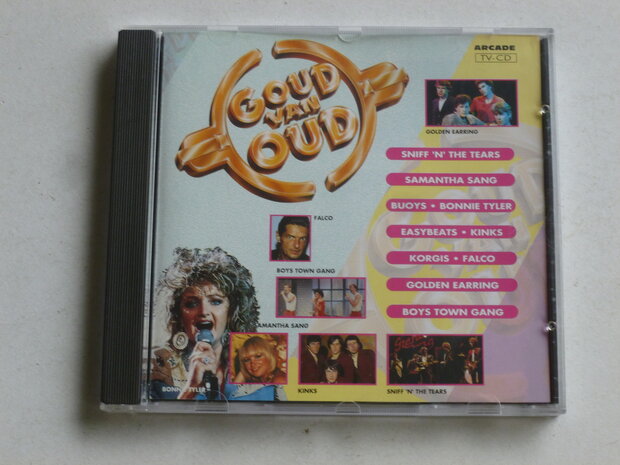 GOUD
VAN
OUD
ARCADE
TV-CD
GOLDEN EARRING
SNIFF 'N' THE TEARS
SAMANTHA SANG
BUOYS • BONNIE TYLER
EASYBEATS • KINKS
KORGIS • FALCO
GOLDEN EARRING
BOYS TOWN GANG
FALCO
BOYS TOWN GANG
SAMANTHA SANG
BONNIE TYLER
KINKS
SNIFF 'N' THE TEARS